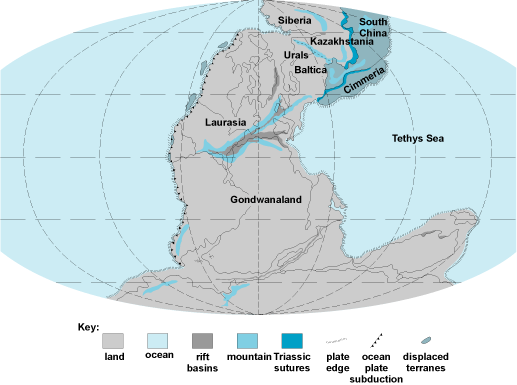 Siberia
South
China
Kazakhstania
Urals
Baltica
Cimmeria
Laurasia
Tethys Sea
Gondwanaland
Key:
land
ocean
rift
basins
mountain
Triassic
sutures
plate
edge
ocean
plate
subduction
displaced
terranes